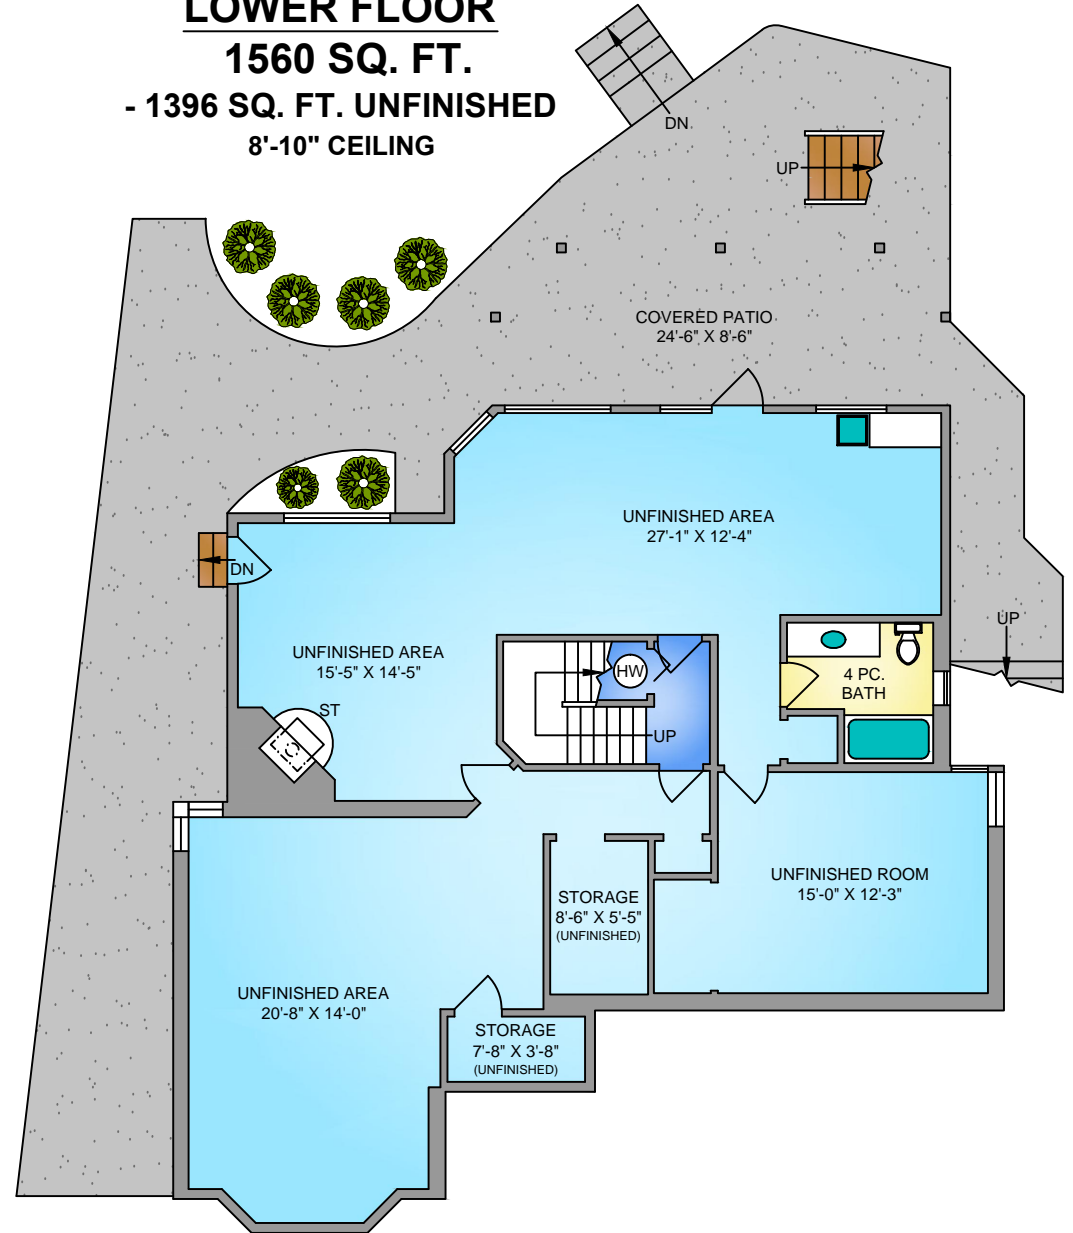 LOWER FLOOR
1560 SQ. FT.
- 1396 SQ. FT. UNFINISHED
8'-10" CEILING
DN
UP
COVERED PATIO
24'-6" X 8'-6"
UNFINISHED AREA
27'-1" X 12'-4"
DN
UP
UNFINISHED AREA
15'-5" X 14'-5"
HW
4 PC.
BATH
ST
UP
UNFINISHED ROOM
15'-0" X 12'-3"
STORAGE
8'-6" X 5'-5"
(UNFINISHED)
UNFINISHED AREA
20'-8" X 14'-0"
STORAGE
7'-8" X 3'-8"
(UNFINISHED)